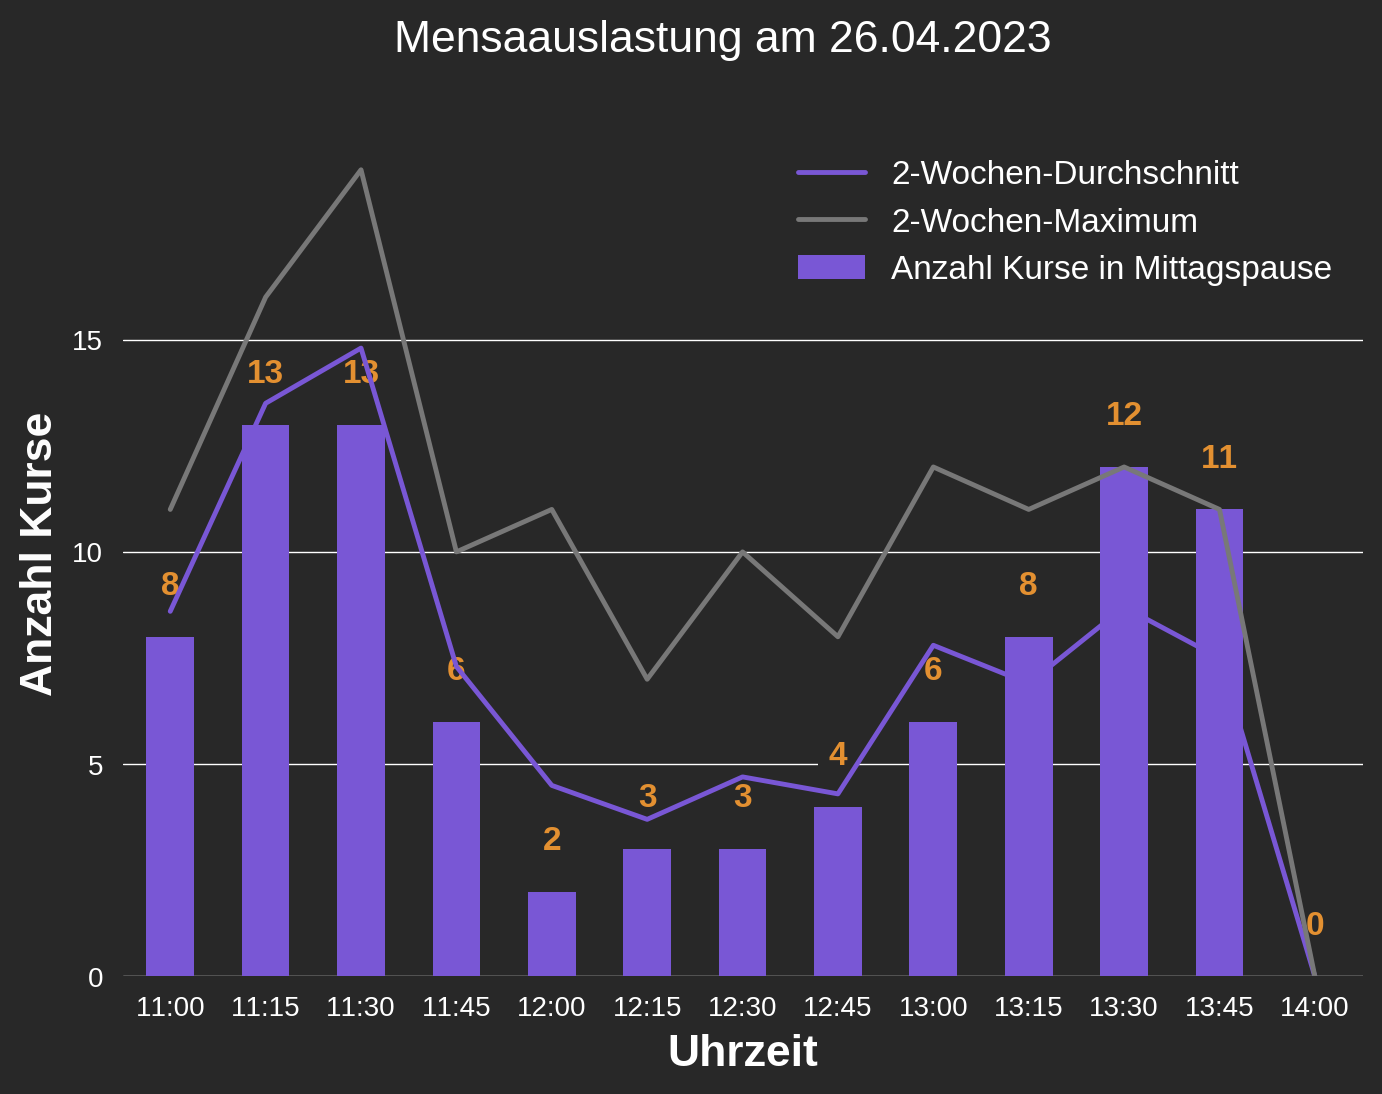 Mensaauslastung am 26.04.2023
2-Wochen-Durchschnitt
2-Wochen-Maximum
Anzahl Kurse in Mittagspause
Anzahl Kurse
15
10
5
0
8
13
13
6
2
3
3
4
6
8
12
11
0
11:00 11:15 11:30 11:45 12:00 12:15 12:30 12:45 13:00 13:15 13:30 13:45 14:00
Uhrzeit